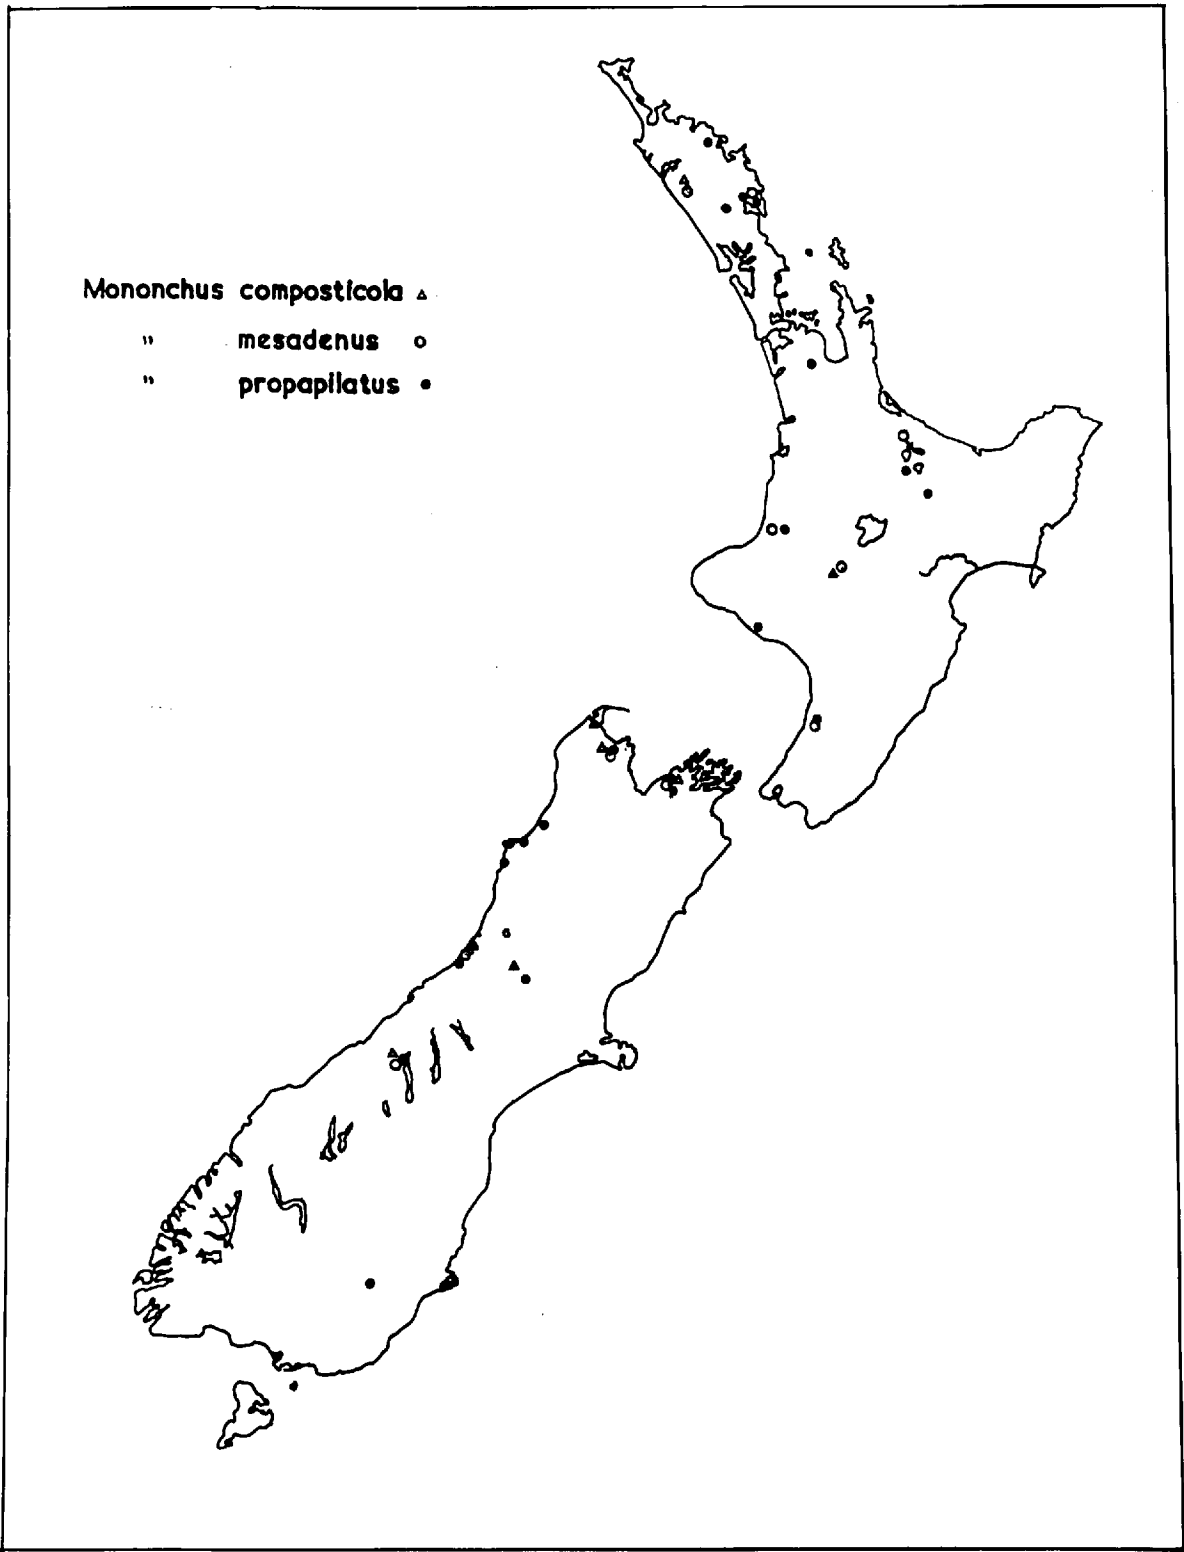 Mononchus composticola △
" mesadenus ○
" propapilatus ●